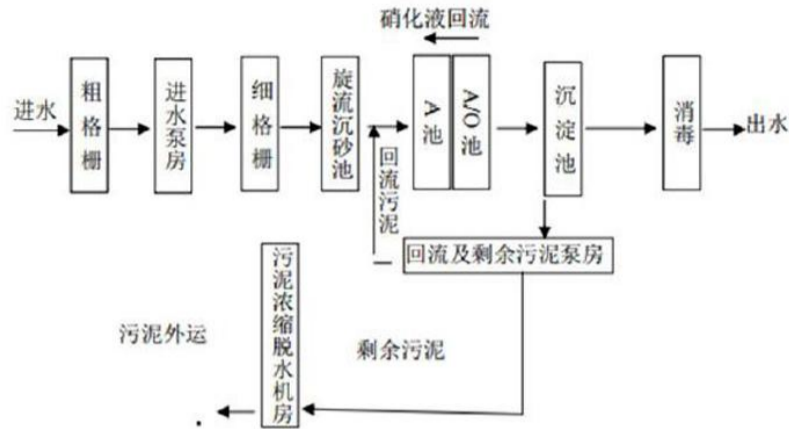 硝化液回流
进水
粗格栅
进水泵房
细格栅
旋流沉砂池
A池
A/O池
沉淀池
消毒
出水
回流污泥
回流及剩余污泥泵房
污泥浓缩脱水机房
污泥外运
剩余污泥